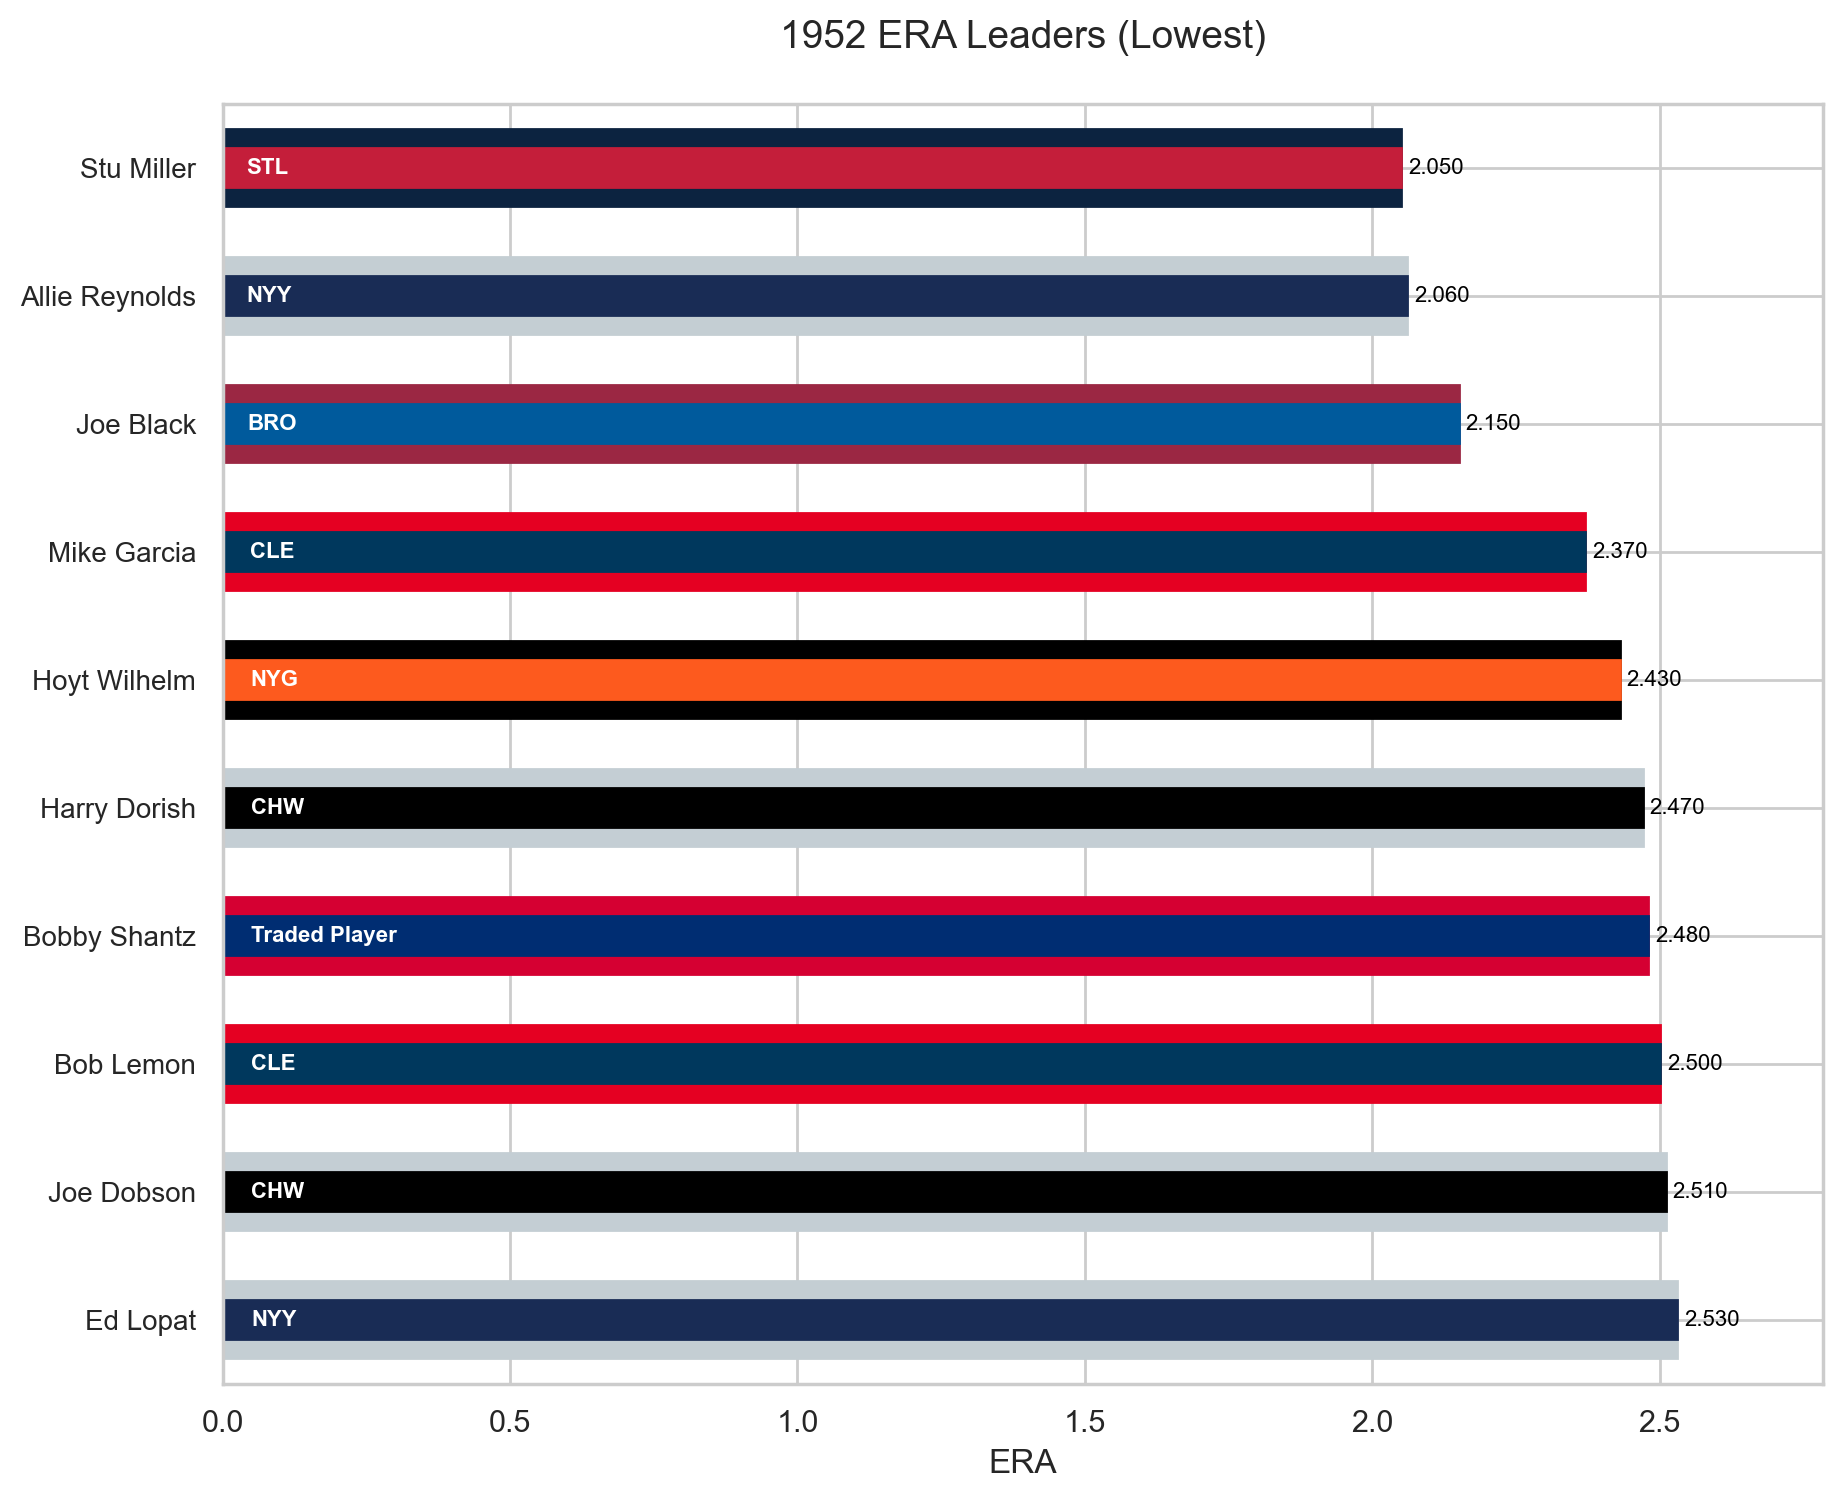 1952 ERA Leaders (Lowest)
Stu Miller STL 2.050
Allie Reynolds NYY 2.060
Joe Black BRO 2.150
Mike Garcia CLE 2.370
Hoyt Wilhelm NYG 2.430
Harry Dorish CHW 2.470
Bobby Shantz Traded Player 2.480
Bob Lemon CLE 2.500
Joe Dobson CHW 2.510
Ed Lopat NYY 2.530
0.0 0.5 1.0 1.5 2.0 2.5
ERA